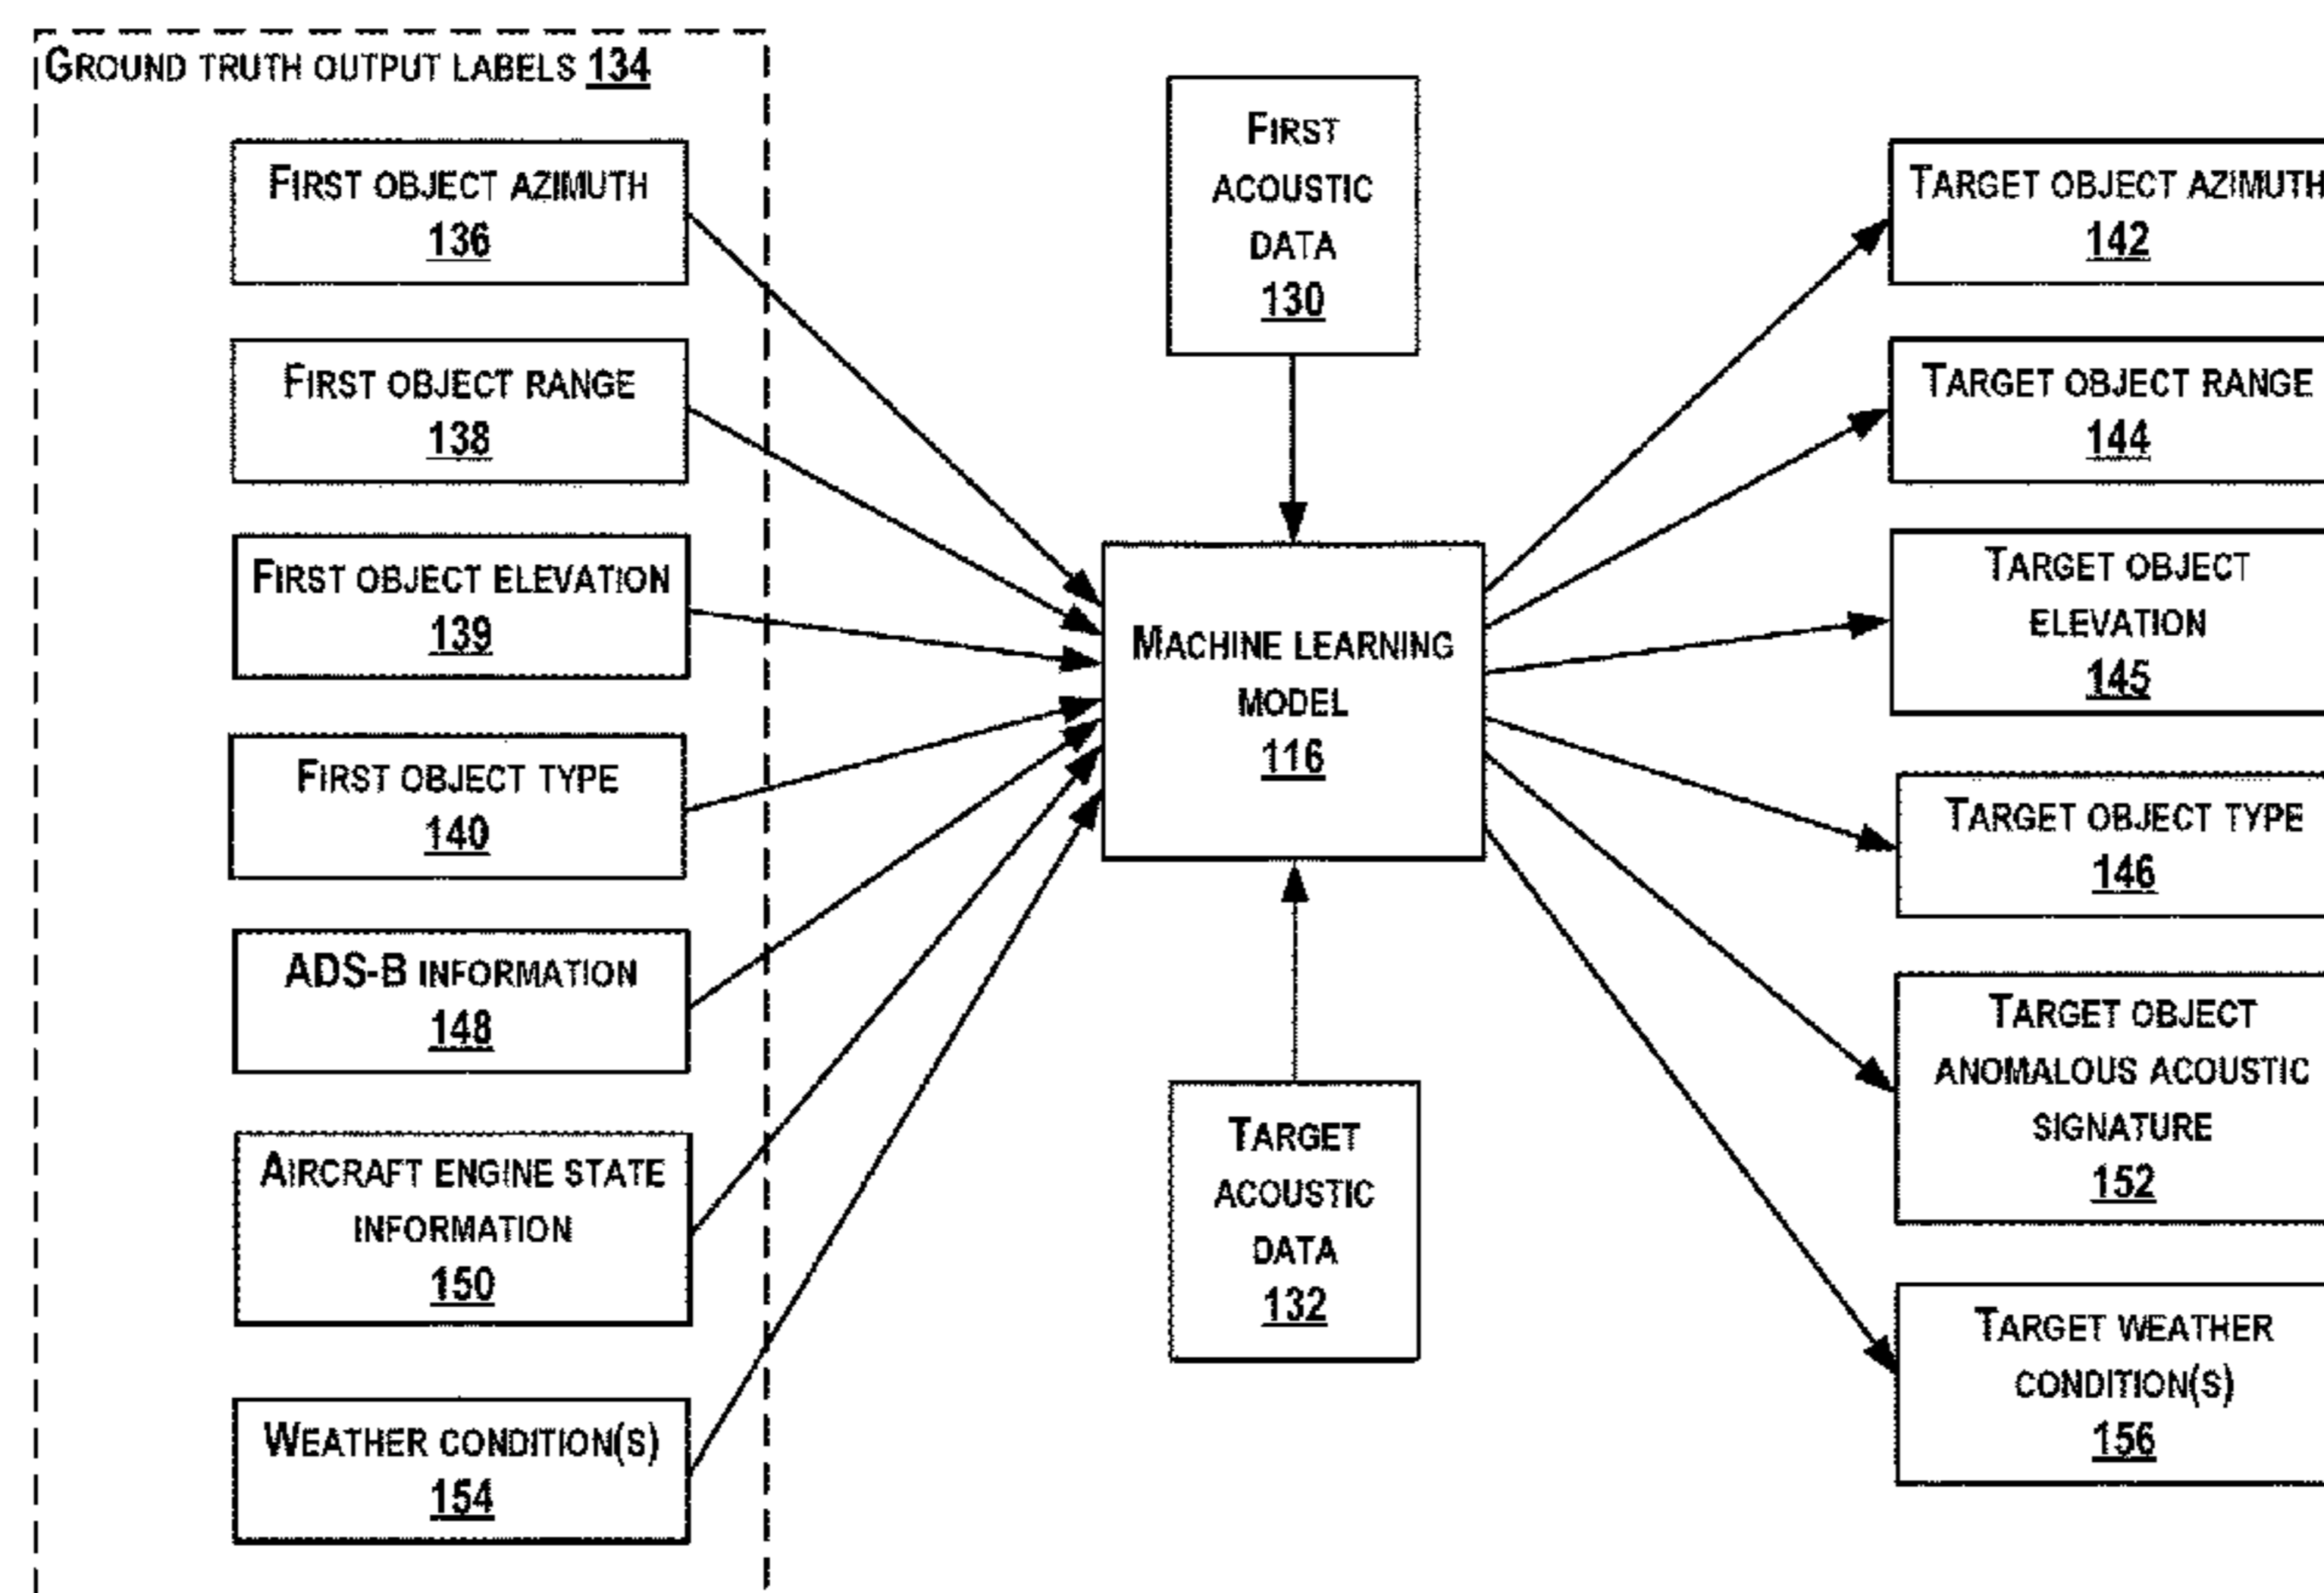 GROUND TRUTH OUTPUT LABELS 134
FIRST OBJECT AZIMUTH
136
FIRST OBJECT RANGE
138
FIRST OBJECT ELEVATION
139
FIRST OBJECT TYPE
140
ADS-B INFORMATION
148
AIRCRAFT ENGINE STATE
INFORMATION
150
WEATHER CONDITION(S)
154
FIRST
ACOUSTIC
DATA
130
MACHINE LEARNING
MODEL
116
TARGET
ACOUSTIC
DATA
132
TARGET OBJECT AZIMUTH
142
TARGET OBJECT RANGE
144
TARGET OBJECT
ELEVATION
145
TARGET OBJECT TYPE
146
TARGET OBJECT
ANOMALOUS ACOUSTIC
SIGNATURE
152
TARGET WEATHER
CONDITION(S)
156